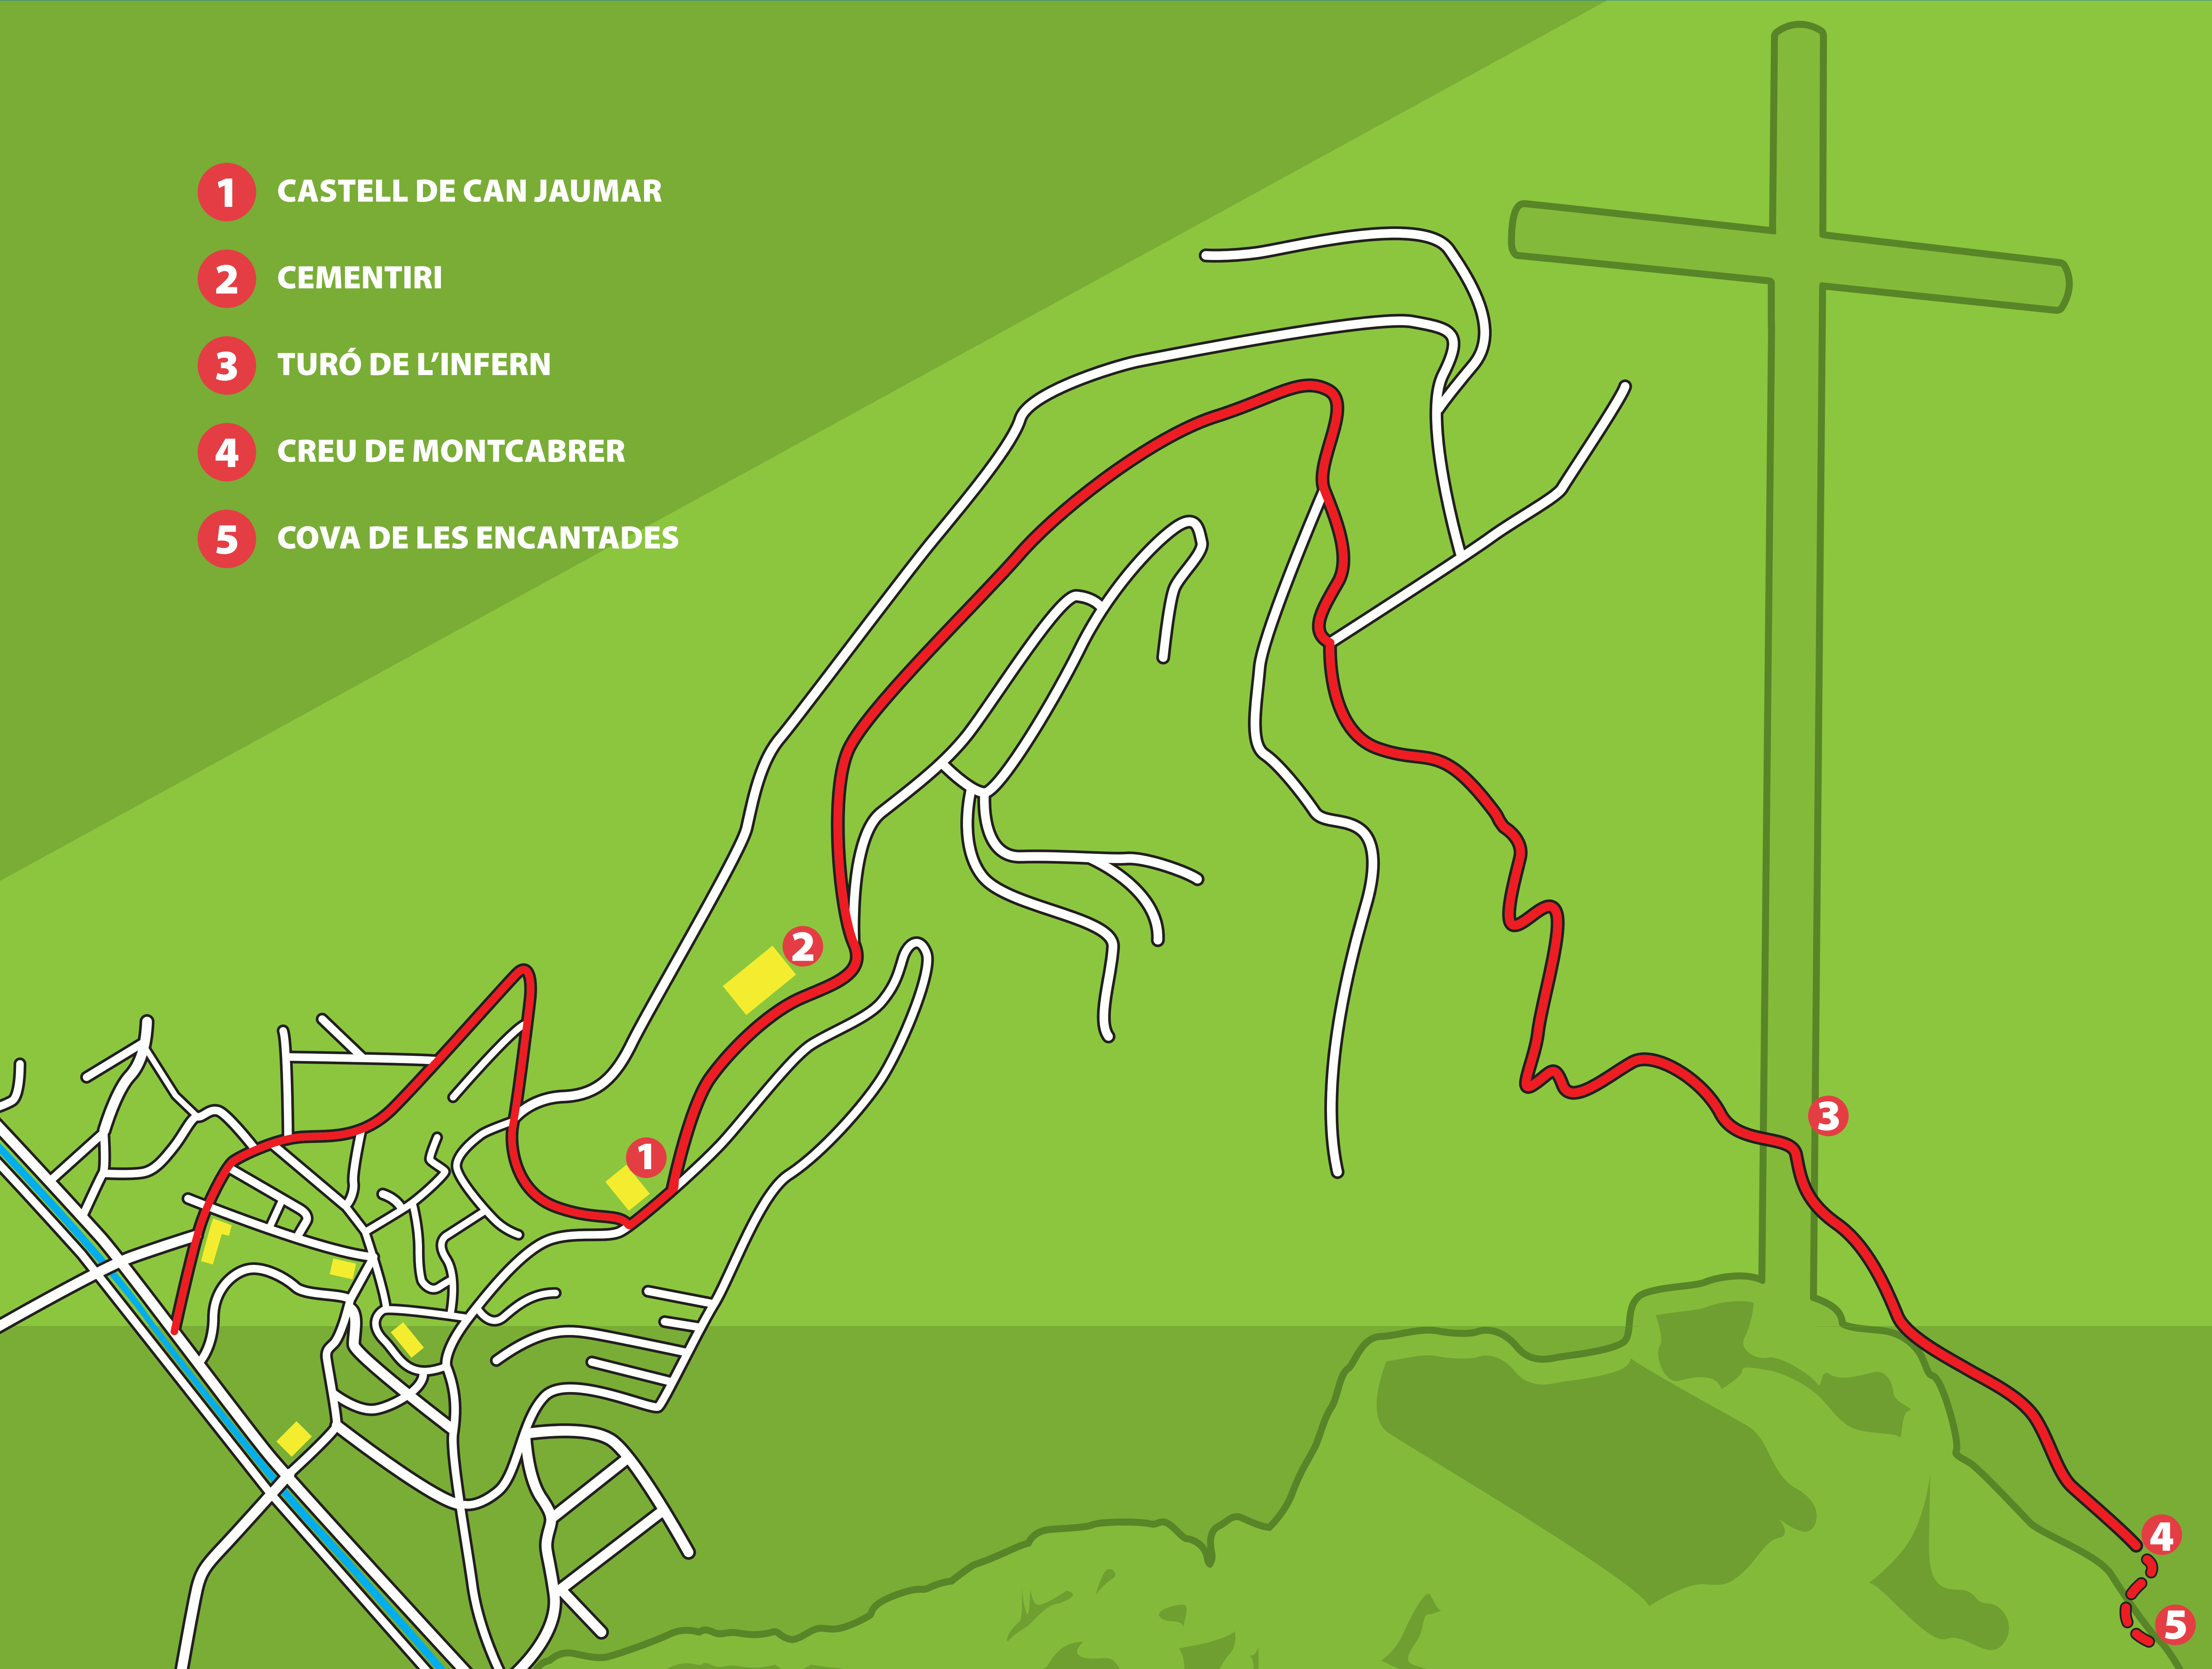 1 CASTELL DE CAN JAUMAR
2 CEMENTIRI
3 TURÓ DE L'INFERN
4 CREU DE MONTCABRER
5 COVA DE LES ENCANTADES
2
3
1
4
5